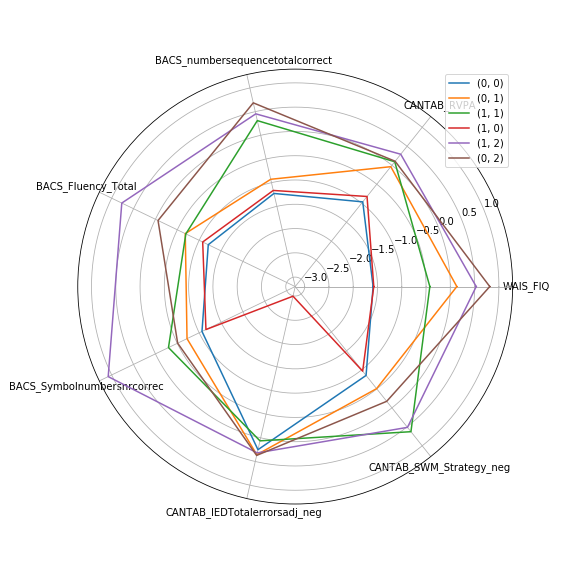 BACS_numbersequencetotalcorrect
(0, 0)
(0, 1)
(1, 1)
(1, 0)
(1, 2)
(0, 2)
CANTAB_RVPA
BACS_Fluency_Total
1.0
0.5
0.0
−0.5
−1.0
−1.5
−2.0
−2.5
−3.0
WAIS_FIQ
BACS_Symbolnumbersnrcorrec
CANTAB_SWM_Strategy_neg
CANTAB_IEDTotalerrorsadj_neg